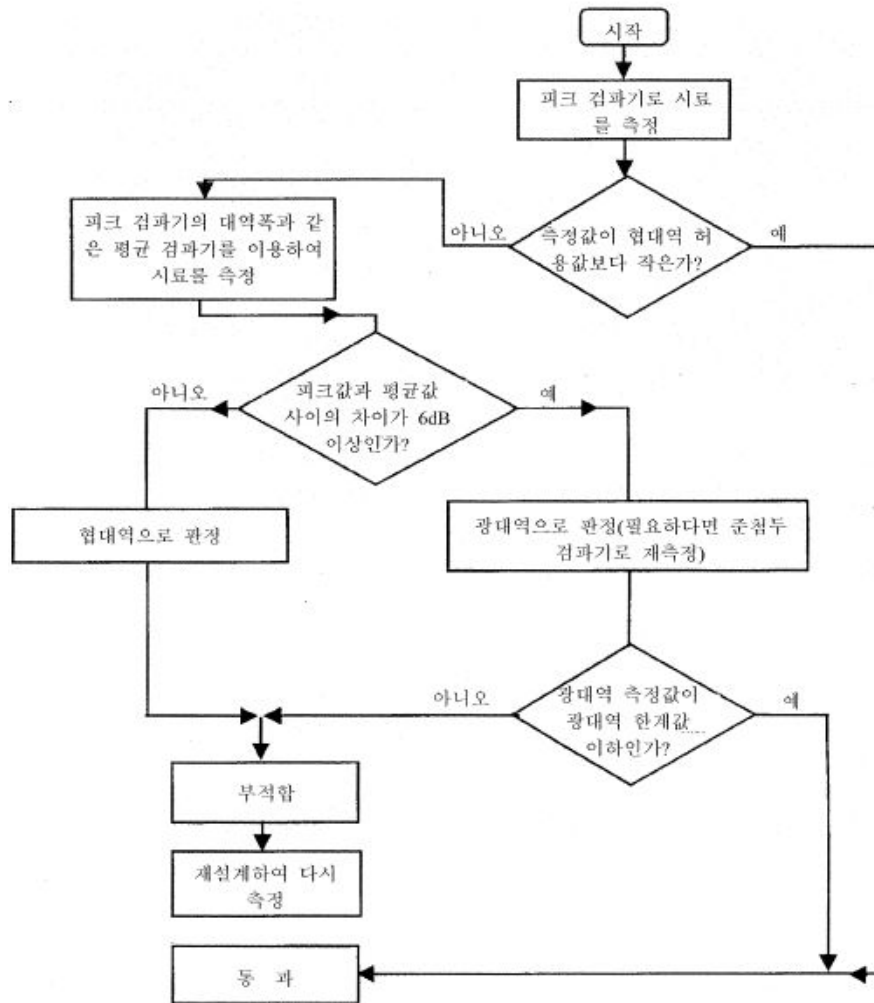 시작
피크 검파기로 시료
를 측정
측정값이 협대역 허
용값보다 작은가?
아니오
예
피크 검파기의 대역폭과 같
은 평균 검파기를 이용하여
시료를 측정
피크값과 평균값
사이의 차이가 6dB
이상인가?
아니오
예
협대역으로 판정
광대역으로 판정(필요하다면 준첨두
검파기로 재측정)
광대역 측정값이
광대역 한계값
이하인가?
아니오
예
부적합
재설계하여 다시
측정
통 과